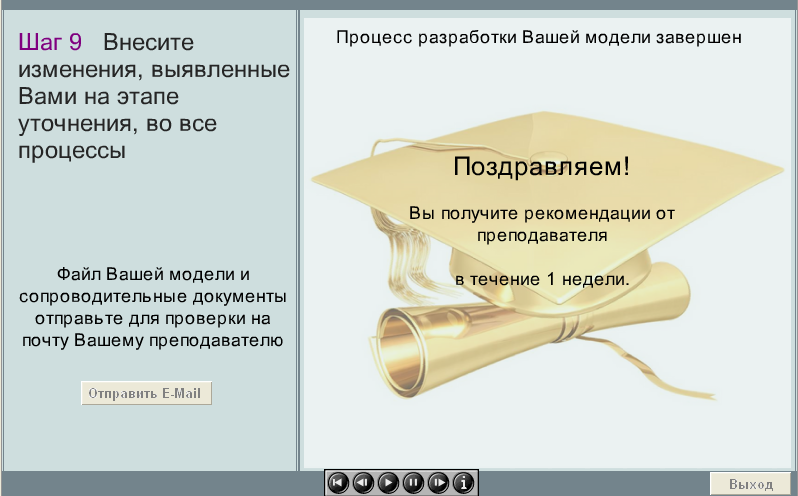 Шаг 9 Внесите
изменения, выявленные
Вами на этапе
уточнения, во все
процессы
Файл Вашей модели и
сопроводительные документы
отправьте для проверки на
почту Вашему преподавателю
Отправить E-Mail
Процесс разработки Вашей модели завершен
Поздравляем!
Вы получите рекомендации от
преподавателя
в течение 1 недели.
Выход